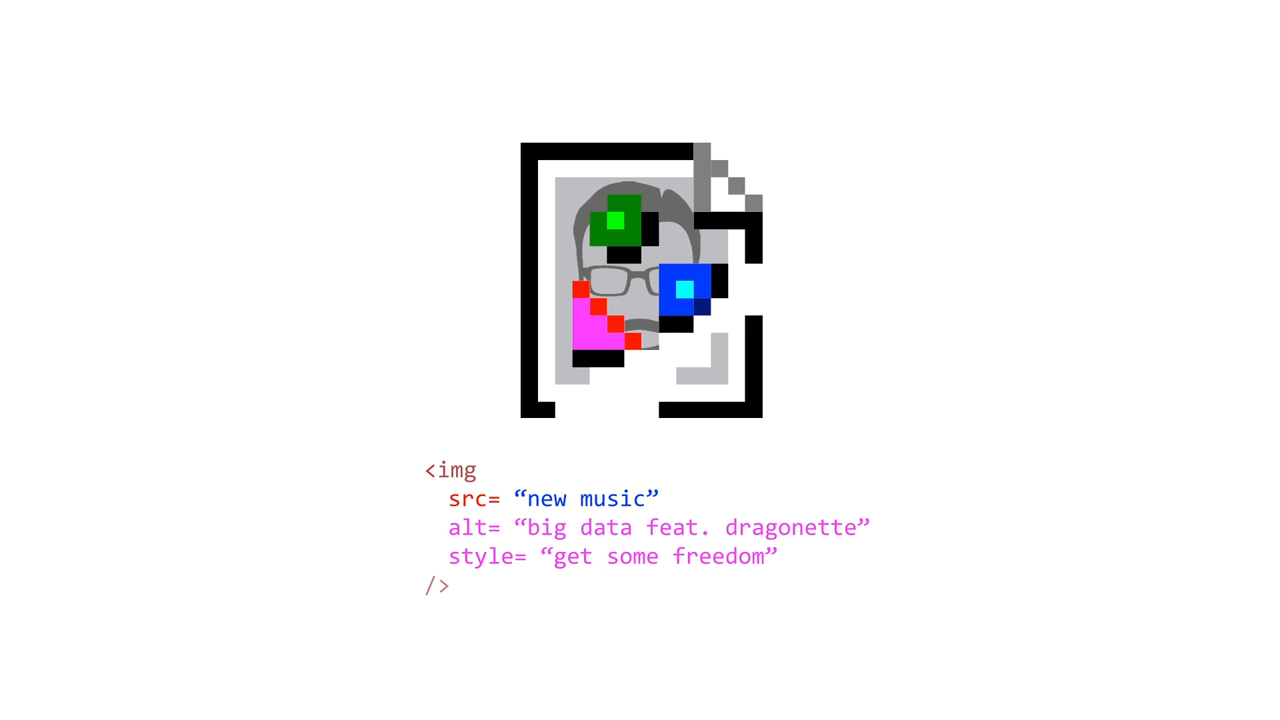 <img
src= “new music”
alt= “big data feat. dragonette”
style= “get some freedom”
/>